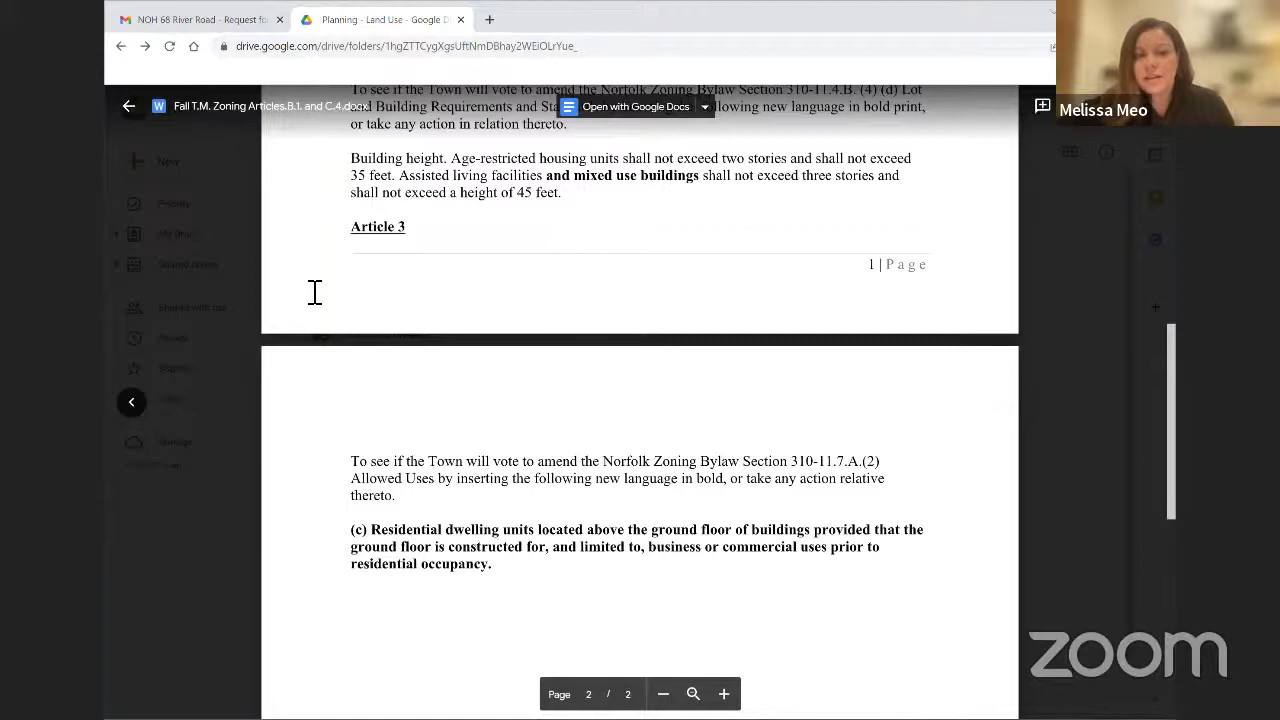 NOH 68 River Road - Request fo
Planning - Land Use - Google D
drive.google.com/drive/folders/1hgZTTCygXgsUftNmDBhay2WEiOLrYue_
Melissa Meo
To see if the Town will vote to amend the Norfolk Zoning Bylaw Section 310-11.4.B. (4) (d) Lot
Fall T.M. Zoning Articles.B.1. and C.4.docx
Open with Google Docs
Building Requirements and Sta llowing new language in bold print,
or take any action in relation thereto.
New
Building height. Age-restricted housing units shall not exceed two stories and shall not exceed
35 feet. Assisted living facilities and mixed use buildings shall not exceed three stories and
shall not exceed a height of 45 feet.
Priority
Article 3
My Drive
Shared drives
1 | Page
Shared with me
Storage
To see if the Town will vote to amend the Norfolk Zoning Bylaw Section 310-11.7.A.(2)
Allowed Uses by inserting the following new language in bold, or take any action relative
thereto.
(c) Residential dwelling units located above the ground floor of buildings provided that the
ground floor is constructed for, and limited to, business or commercial uses prior to
residential occupancy.
zoom
Page 2 / 2